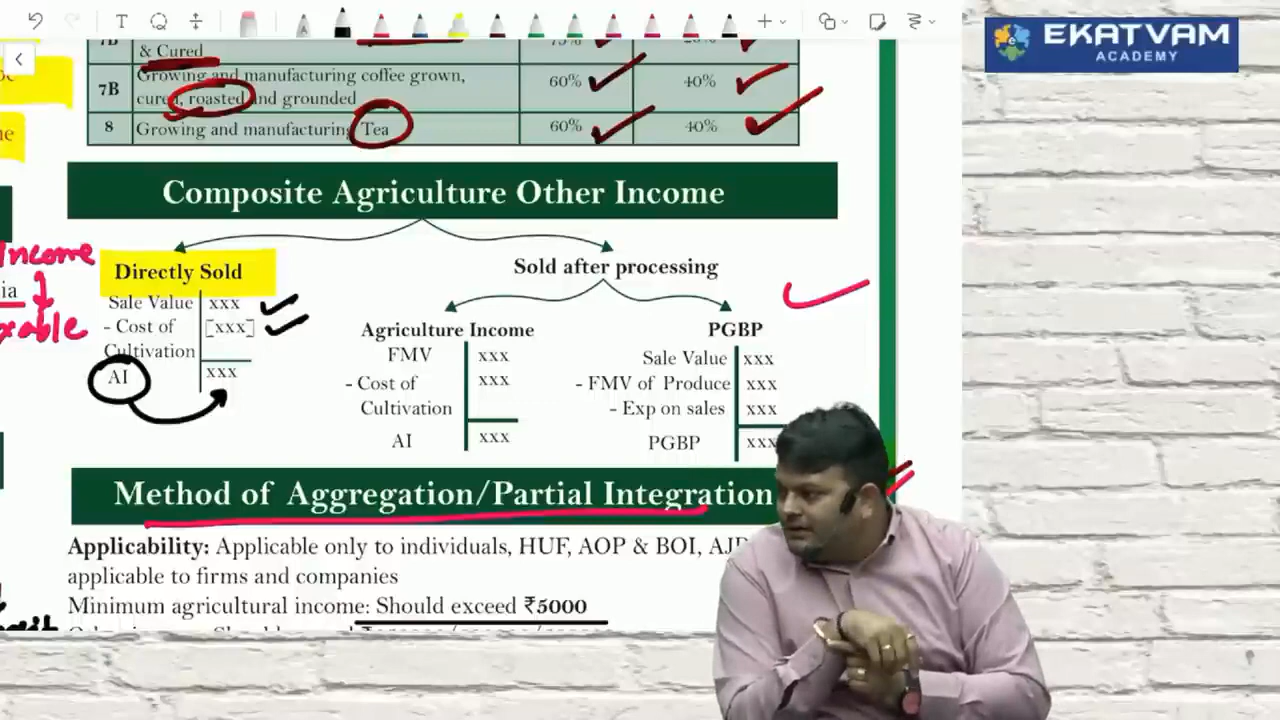 EKATVAM
ACADEMY
& Cured
7B Growing and manufacturing coffee grown, 60% 40%
cured, roasted and grounded
8 Growing and manufacturing Tea 60% 40%
Composite Agriculture Other Income
Income
Directly Sold
Sale Value xxx
- Cost of [xxx]
Cultivation
AI xxx
Sold after processing
Agriculture Income
FMV xxx
- Cost of xxx
Cultivation
AI xxx
PGBP
Sale Value xxx
- FMV of Produce xxx
- Exp on sales xxx
PGBP xxx
Method of Aggregation/Partial Integration
Applicability: Applicable only to individuals, HUF, AOP & BOI,
applicable to firms and companies
Minimum agricultural income: Should exceed ₹5000